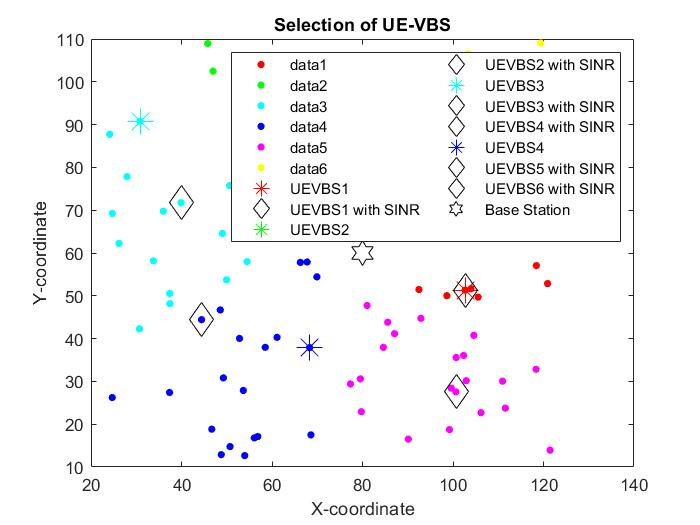 Selection of UE-VBS
110
100
90
80
70
60
50
40
30
20
10
Y-coordinate
data1
data2
data3
data4
data5
data6
UEVBS1
UEVBS1 with SINR
UEVBS2
UEVBS2 with SINR
UEVBS3
UEVBS3 with SINR
UEVBS4 with SINR
UEVBS4
UEVBS5 with SINR
UEVBS6 with SINR
Base Station
20
40
60
80
100
120
140
X-coordinate